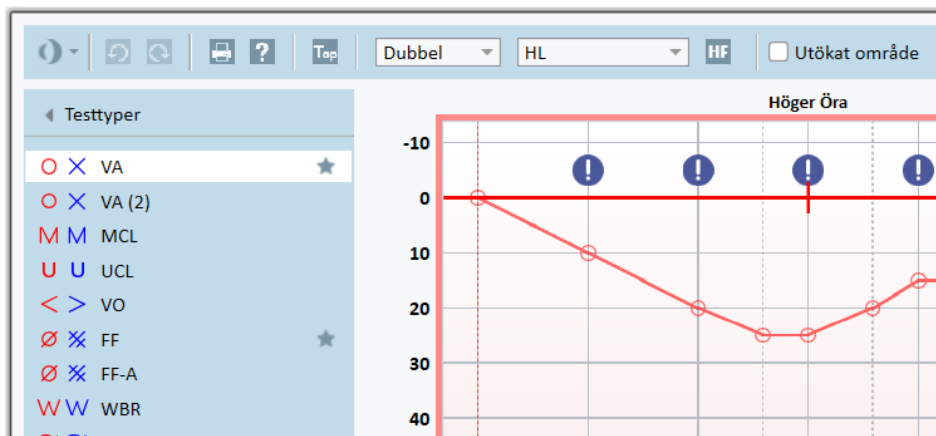 Tap Dubbel HL HF Utökat område
Testtyper
VA
VA (2)
MCL
UCL
VO
FF
FF-A
WBR
Höger Öra
-10
0
10
20
30
40